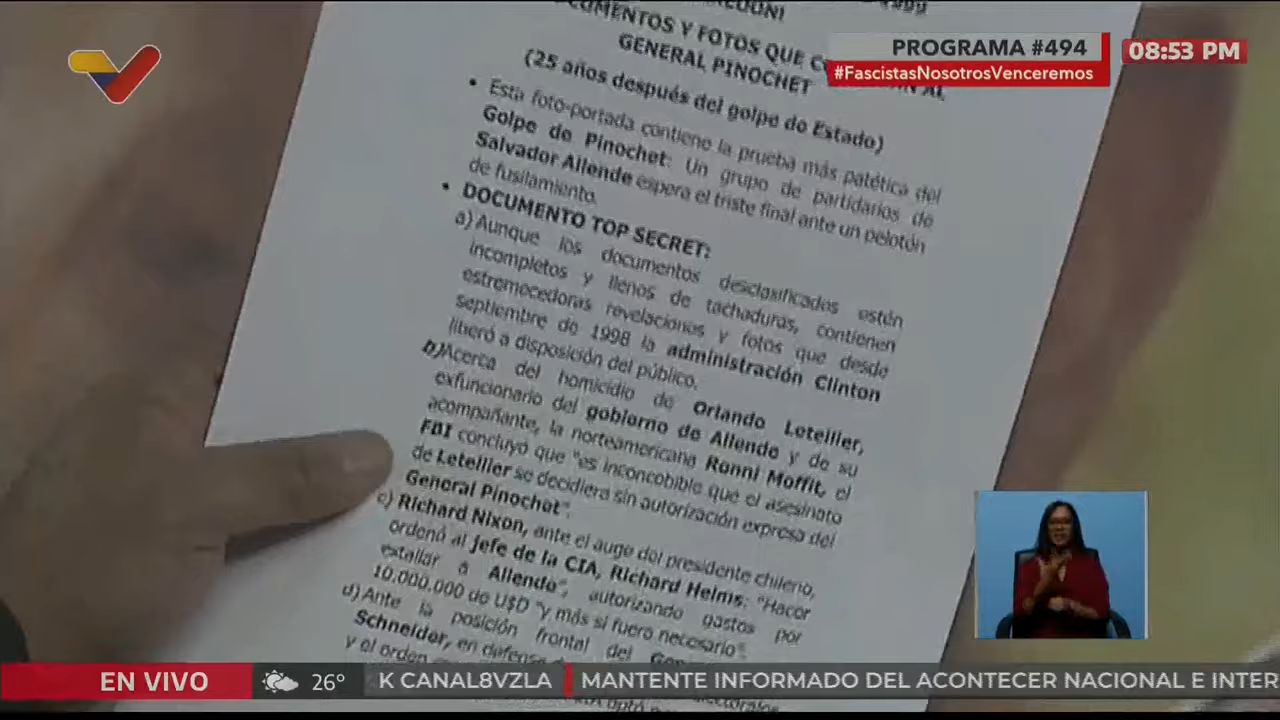 DOCUMENTOS Y FOTOS QUE
GENERAL PINOCHET
(25 años después del golpe de Estado)
• Esta foto-portada contiene la prueba más patética del
Golpe de Pinochet: Un grupo de partidarios de
Salvador Allende espera el triste final ante un pelotón
de fusilamiento.
• DOCUMENTO TOP SECRET:
a) Aunque los documentos desclasificados estén
incompletos y llenos de tachaduras, contienen
estremecedoras revelaciones y fotos que desde
septiembre de 1998 la administración Clinton
liberó a disposición del público.
b) Acerca del homicidio de Orlando Letelier,
exfuncionario del gobierno de Allende y de su
acompañante, la norteamericana Ronni Moffit, el
FBI concluyó que "es inconcebible que el asesinato
de Letelier se decidiera sin autorización expresa del
General Pinochet".
c) Richard Nixon, ante el auge del presidente chileno,
ordenó al jefe de la CIA, Richard Helms: "Hacer
estallar a Allende", autorizando gastos por
10.000.000 de U$D "y más si fuero necesario".
d) Ante la posición frontal del
Schneider, en defensa
y el orden
PROGRAMA #494
#FascistasNosotrosVenceremos
08:53 PM
EN VIVO
26°
K CANAL8VZLA
MANTENTE INFORMADO DEL ACONTECER NACIONAL E INTER